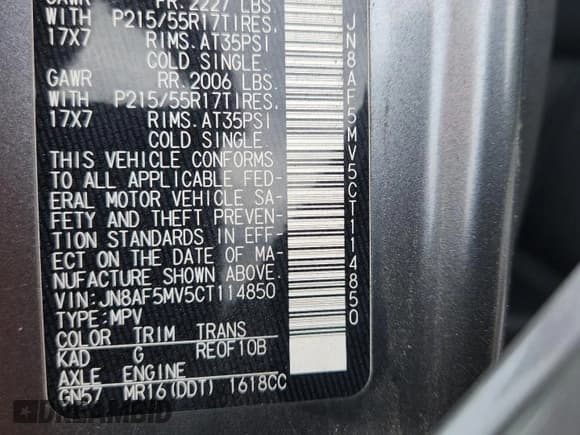 GAWR FR. 2227 LBS
WITH P215/55R17TIRES,
17X7 RIMS. AT35PSI
COLD SINGLE.
GAWR RR. 2006 LBS.
WITH P215/55R17TIRES,
17X7 RIMS. AT35PSI
COLD SINGLE.
THIS VEHICLE CONFORMS
TO ALL APPLICABLE FED-
ERAL MOTOR VEHICLE SA-
FETY AND THEFT PREVEN-
TION STANDARDS IN EFF-
ECT ON THE DATE OF MA-
NUFACTURE SHOWN ABOVE.
VIN:JN8AF5MV5CT114850
TYPE:MPV
COLOR TRIM TRANS
KAD G RE0F10B
AXLE ENGINE
GN57 MR16(DDT) 1618CC
JN8AF5MV5CT114850
DREAMBID